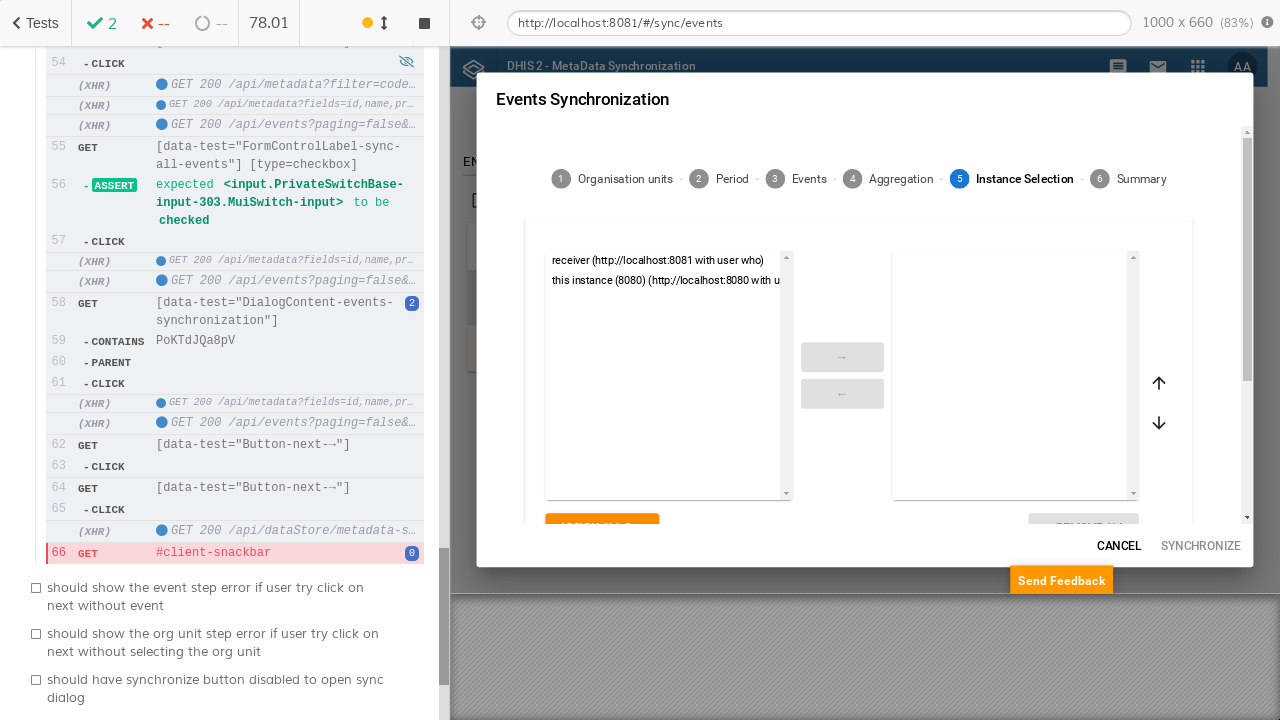 Tests
2
--
--
78.01
http://localhost:8081/#/sync/events
1000 x 660 (83%)
54 -CLICK
(XHR) GET 200 /api/metadata?filter=code…
(XHR) GET 200 /api/metadata?fields=id,name,pr…
(XHR) GET 200 /api/events?paging=false&…
55 GET [data-test="FormControlLabel-sync-
all-events"] [type=checkbox]
56 -ASSERT expected <input.PrivateSwitchBase-
input-303.MuiSwitch-input> to be
checked
57 -CLICK
(XHR) GET 200 /api/metadata?fields=id,name,pr…
(XHR) GET 200 /api/events?paging=false&…
58 GET [data-test="DialogContent-events-
synchronization"] 2
59 -CONTAINS PoKTdJQa8pV
60 -PARENT
61 -CLICK
(XHR) GET 200 /api/metadata?fields=id,name,pr…
(XHR) GET 200 /api/events?paging=false&…
62 GET [data-test="Button-next-→"]
63 -CLICK
64 GET [data-test="Button-next-→"]
65 -CLICK
(XHR) GET 200 /api/dataStore/metadata-s…
66 GET #client-snackbar 0
should show the event step error if user try click on
next without event
should show the org unit step error if user try click on
next without selecting the org unit
should have synchronize button disabled to open sync
dialog
DHIS 2 - MetaData Synchronization
AA
Events Synchronization
1 Organisation units - 2 Period - 3 Events - 4 Aggregation - 5 Instance Selection - 6 Summary
receiver (http://localhost:8081 with user who)
this instance (8080) (http://localhost:8080 with u
→
←
CANCEL
SYNCHRONIZE
Send Feedback